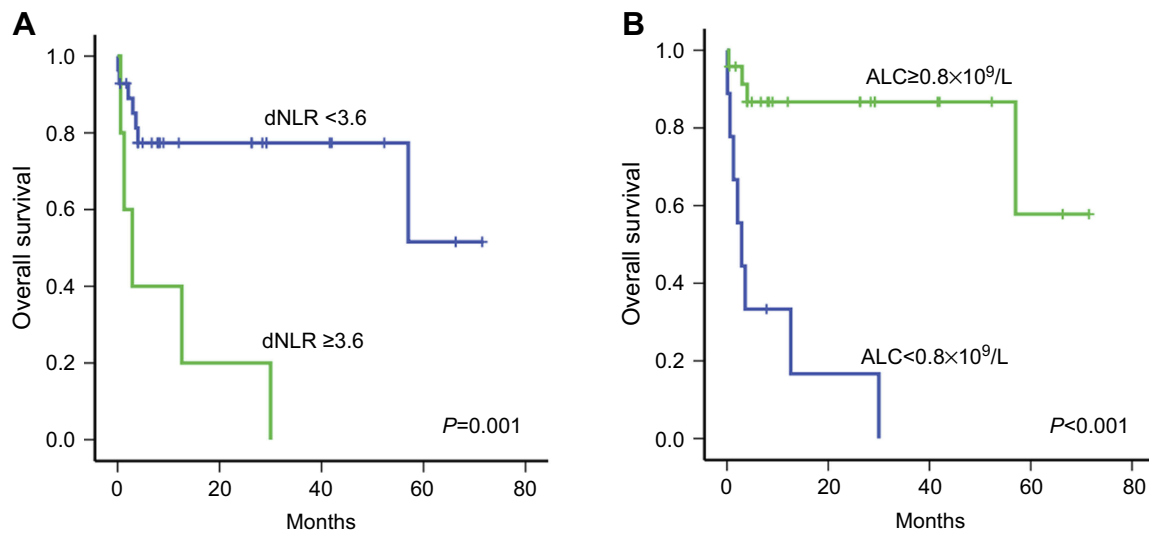 A
Overall survival
1.0
0.8
0.6
0.4
0.2
0.0
dNLR <3.6
dNLR ≥3.6
P=0.001
0 20 40 60 80
Months
B
Overall survival
1.0
0.8
0.6
0.4
0.2
0.0
ALC≥0.8×10⁹/L
ALC<0.8×10⁹/L
P<0.001
0 20 40 60 80
Months